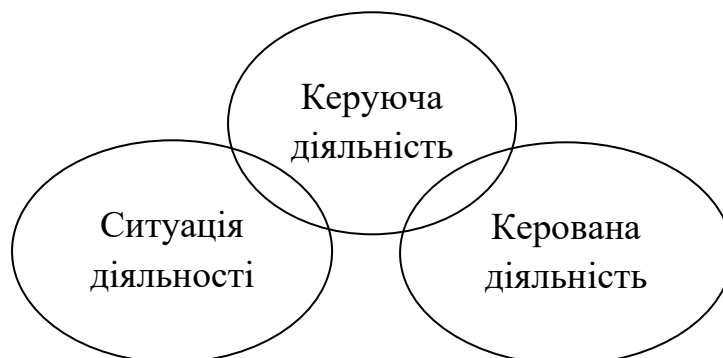 Керуюча
діяльність
Ситуація
діяльності
Керована
діяльність